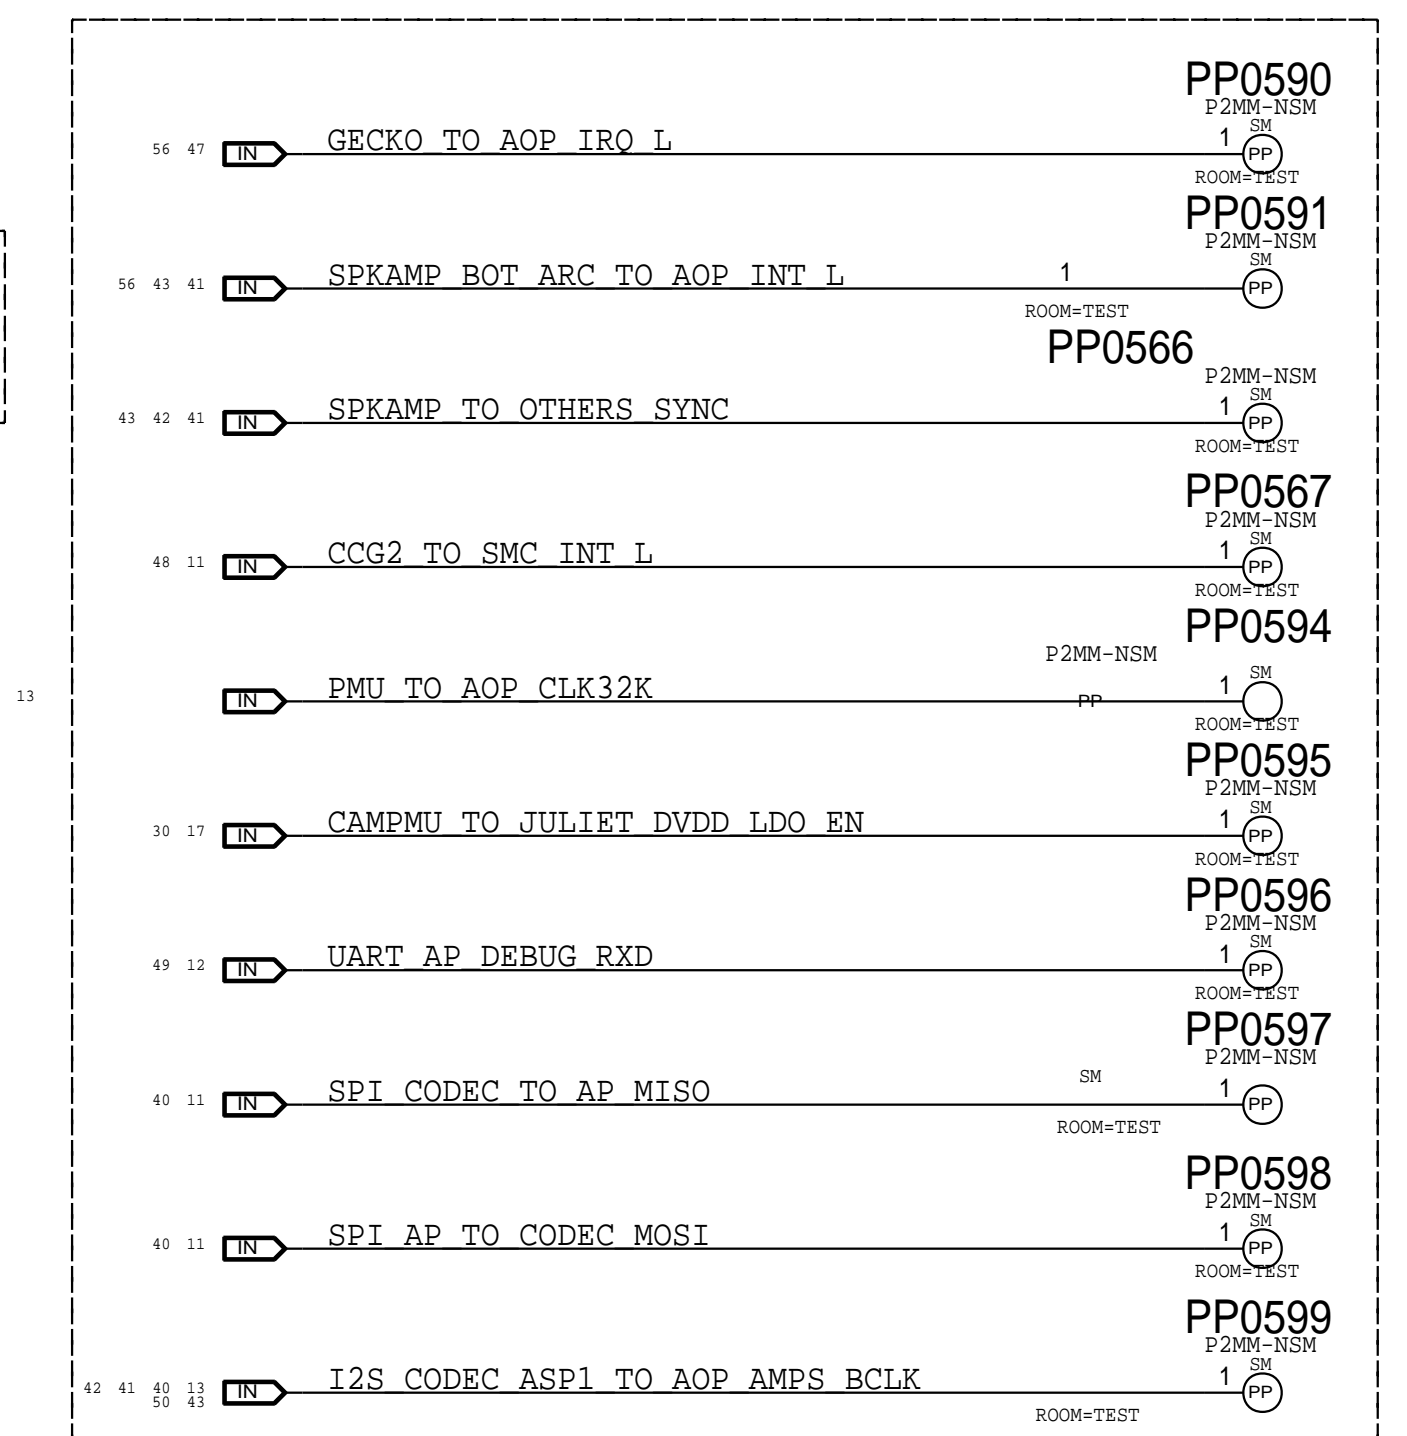 PP0590
P2MM-NSM
SM
56 47 IN GECKO_TO_AOP_IRQ_L 1 PP
ROOM=TEST
PP0591
P2MM-NSM
SM
56 43 41 IN SPKAMP_BOT_ARC_TO_AOP_INT_L 1 PP
ROOM=TEST
PP0566
P2MM-NSM
SM
43 42 41 IN SPKAMP_TO_OTHERS_SYNC 1 PP
ROOM=TEST
PP0567
P2MM-NSM
SM
48 11 IN CCG2_TO_SMC_INT_L 1 PP
ROOM=TEST
PP0594
P2MM-NSM
SM
13 IN PMU_TO_AOP_CLK32K PP 1
ROOM=TEST
PP0595
P2MM-NSM
SM
30 17 IN CAMPMU_TO_JULIET_DVDD_LDO_EN 1 PP
ROOM=TEST
PP0596
P2MM-NSM
SM
49 12 IN UART_AP_DEBUG_RXD 1 PP
ROOM=TEST
PP0597
P2MM-NSM
SM
40 11 IN SPI_CODEC_TO_AP_MISO 1 PP
ROOM=TEST
PP0598
P2MM-NSM
SM
40 11 IN SPI_AP_TO_CODEC_MOSI 1 PP
ROOM=TEST
PP0599
P2MM-NSM
SM
42 41 40 13 IN I2S_CODEC_ASP1_TO_AOP_AMPS_BCLK 1 PP
50 43
ROOM=TEST